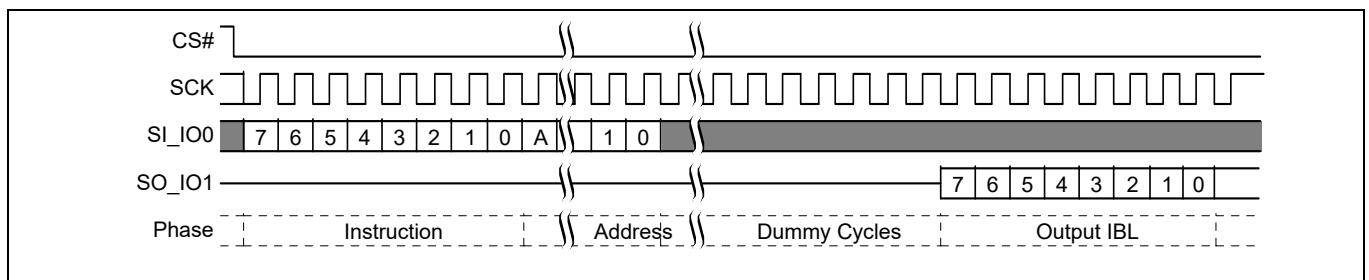 CS#
SCK
SI_IO0 7 6 5 4 3 2 1 0 A 1 0
SO_IO1 7 6 5 4 3 2 1 0
Phase Instruction Address Dummy Cycles Output IBL